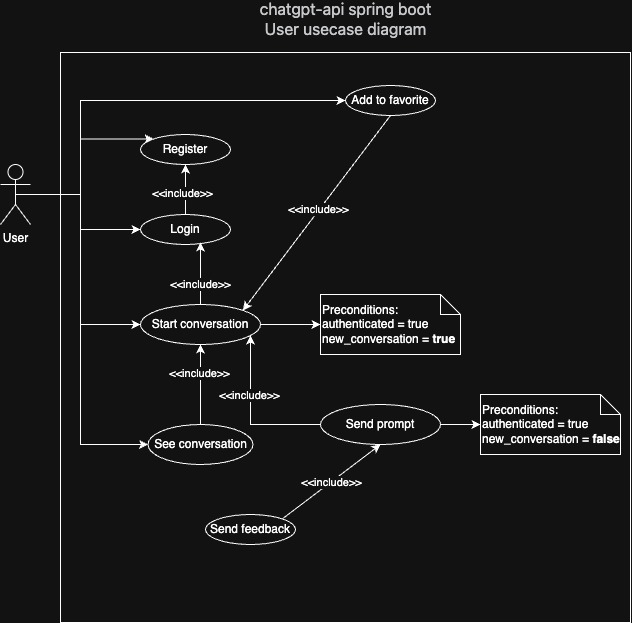 chatgpt-api spring boot
User usecase diagram
Add to favorite
Register
<<include>>
<<include>>
User
Login
<<include>>
Start conversation
Preconditions:
authenticated = true
new_conversation = true
<<include>>
<<include>>
Preconditions:
authenticated = true
new_conversation = false
Send prompt
See conversation
<<include>>
Send feedback